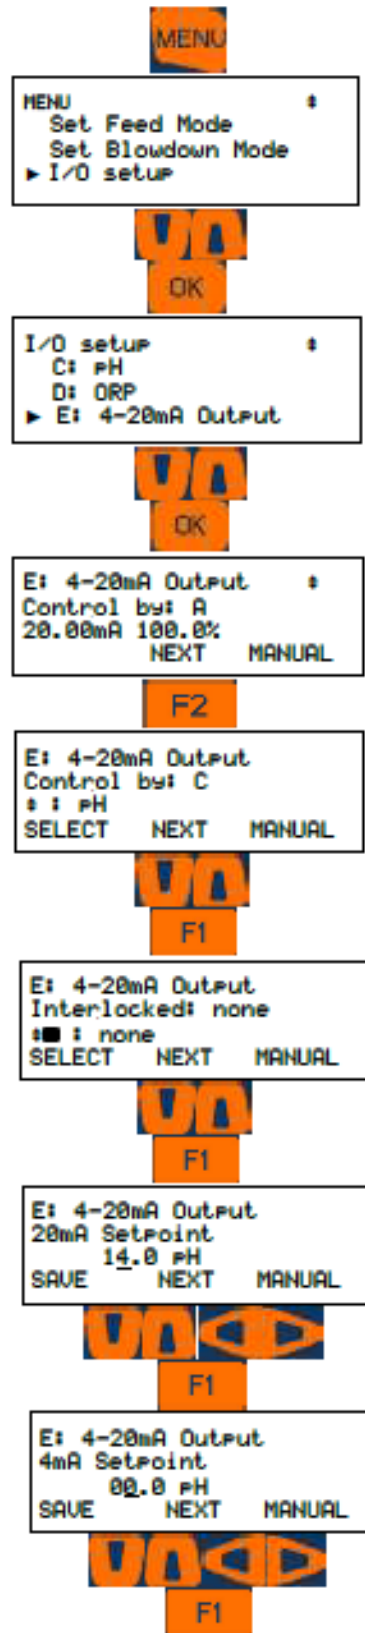 MENU
MENU ⬍
Set Feed Mode
Set Blowdown Mode
► I/O setup
OK
I/O setup ⬍
C: pH
D: ORP
► E: 4-20mA Output
OK
E: 4-20mA Output ⬍
Control by: A
20.00mA 100.0%
NEXT MANUAL
F2
E: 4-20mA Output
Control by: C
⬍ : pH
SELECT NEXT MANUAL
F1
E: 4-20mA Output
Interlocked: none
⬍■ : none
SELECT NEXT MANUAL
F1
E: 4-20mA Output
20mA Setpoint
14.0 pH
SAVE NEXT MANUAL
F1
E: 4-20mA Output
4mA Setpoint
00.0 pH
SAVE NEXT MANUAL
F1